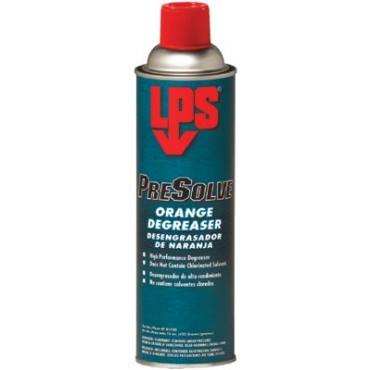 LPS
PRESOLVE
ORANGE
DEGREASER
DESENGRASADOR
DE NARANJA
High Performance Degreaser
Does Not Contain Chlorinated Solvents
Desengrasador de alto rendimiento
No contiene solventes clorados